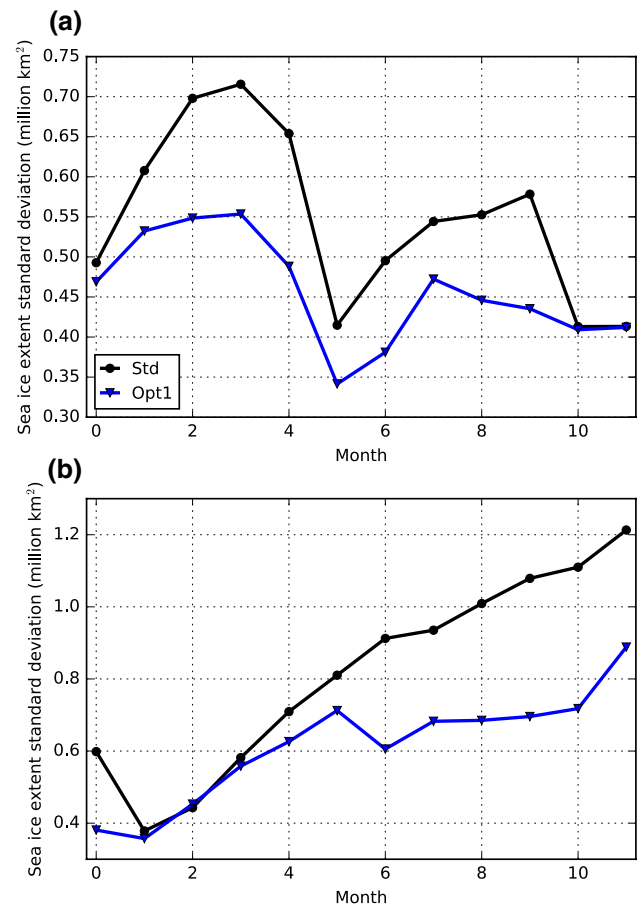 (a)
Sea ice extent standard deviation (million km²)
0.75
0.70
0.65
0.60
0.55
0.50
0.45
0.40
0.35
0.30
Std
Opt1
0 2 4 6 8 10
Month
(b)
Sea ice extent standard deviation (million km²)
1.2
1.0
0.8
0.6
0.4
0 2 4 6 8 10
Month